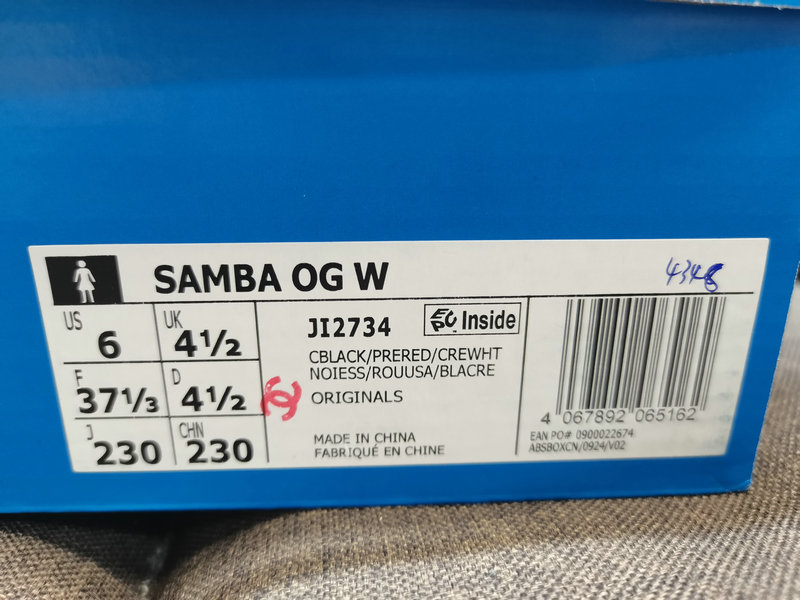 SAMBA OG W
US 6
UK 4½
F 37⅓
D 4½
J 230
CHN 230
JI2734
EPC Inside
CBLACK/PRERED/CREWHT
NOIESS/ROUUSA/BLACRE
ORIGINALS
MADE IN CHINA
FABRIQUÉ EN CHINE
4 067892 065162
EAN PO# 0900022674
ABSBOXCN/0924/V02